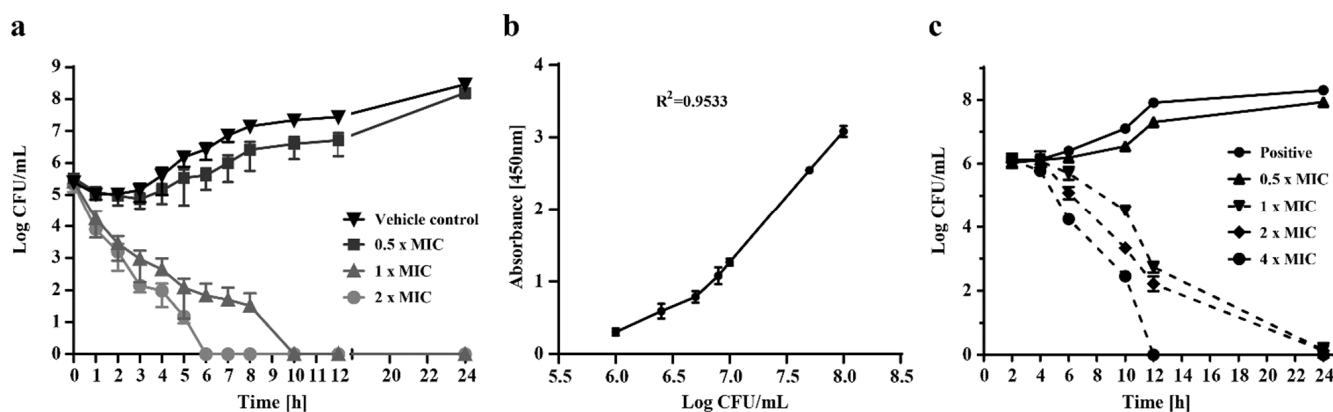 a
b
c
Log CFU/mL
9
8
7
6
5
4
3
2
1
0
Vehicle control
0.5 x MIC
1 x MIC
2 x MIC
0 1 2 3 4 5 6 7 8 9 10 11 12 20 22 24
Time [h]
Absorbance [450nm]
4
3
2
1
0
R²=0.9533
5.5 6.0 6.5 7.0 7.5 8.0 8.5
Log CFU/mL
Log CFU/mL
8
6
4
2
0
Positive
0.5 x MIC
1 x MIC
2 x MIC
4 x MIC
0 2 4 6 8 10 12 20 22 24
Time [h]